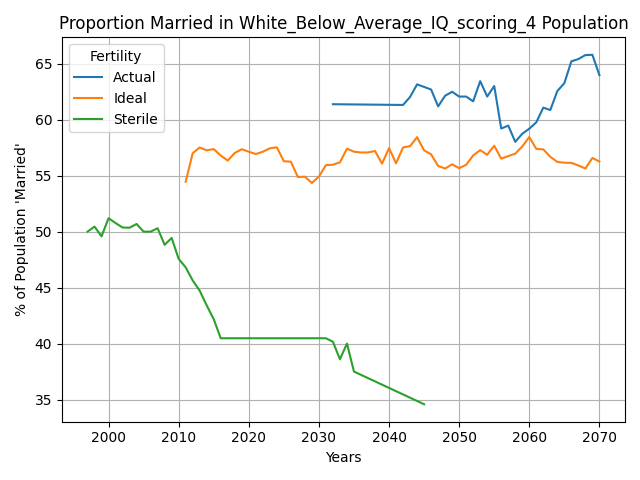 Proportion Married in White_Below_Average_IQ_scoring_4 Population
Fertility
Actual
Ideal
Sterile
% of Population 'Married'
65
60
55
50
45
40
35
2000 2010 2020 2030 2040 2050 2060 2070
Years